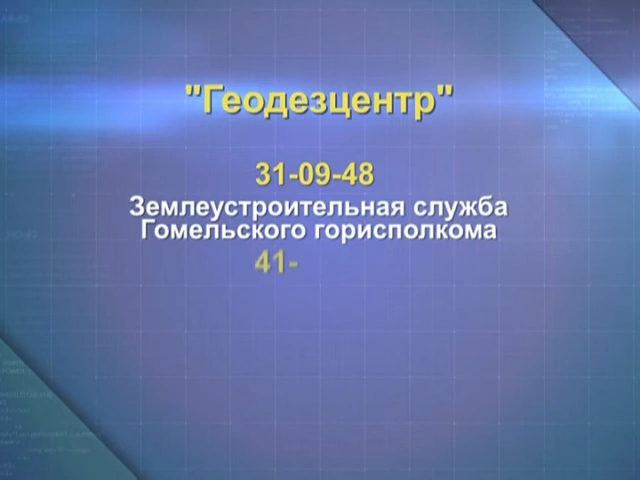 "Геодезцентр"
31-09-48
Землеустроительная служба
Гомельского горисполкома
41-